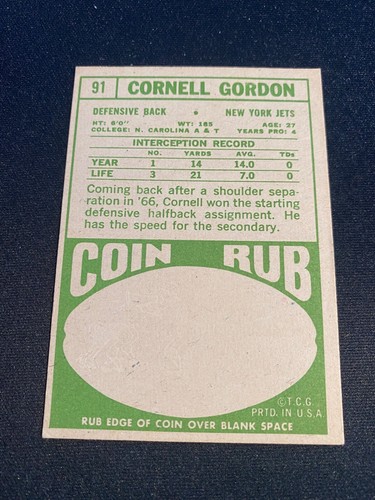 91 CORNELL GORDON
DEFENSIVE BACK • NEW YORK JETS
HT: 6'0" WT: 185 AGE: 27
COLLEGE: N. CAROLINA A & T YEARS PRO: 4
INTERCEPTION RECORD
NO. YARDS AVG. TDs
YEAR 1 14 14.0 0
LIFE 3 21 7.0 0
Coming back after a shoulder sepa-
ration in '66, Cornell won the starting
defensive halfback assignment. He
has the speed for the secondary.
COIN RUB
©T.C.G.
PRTD. IN U.S.A.
RUB EDGE OF COIN OVER BLANK SPACE